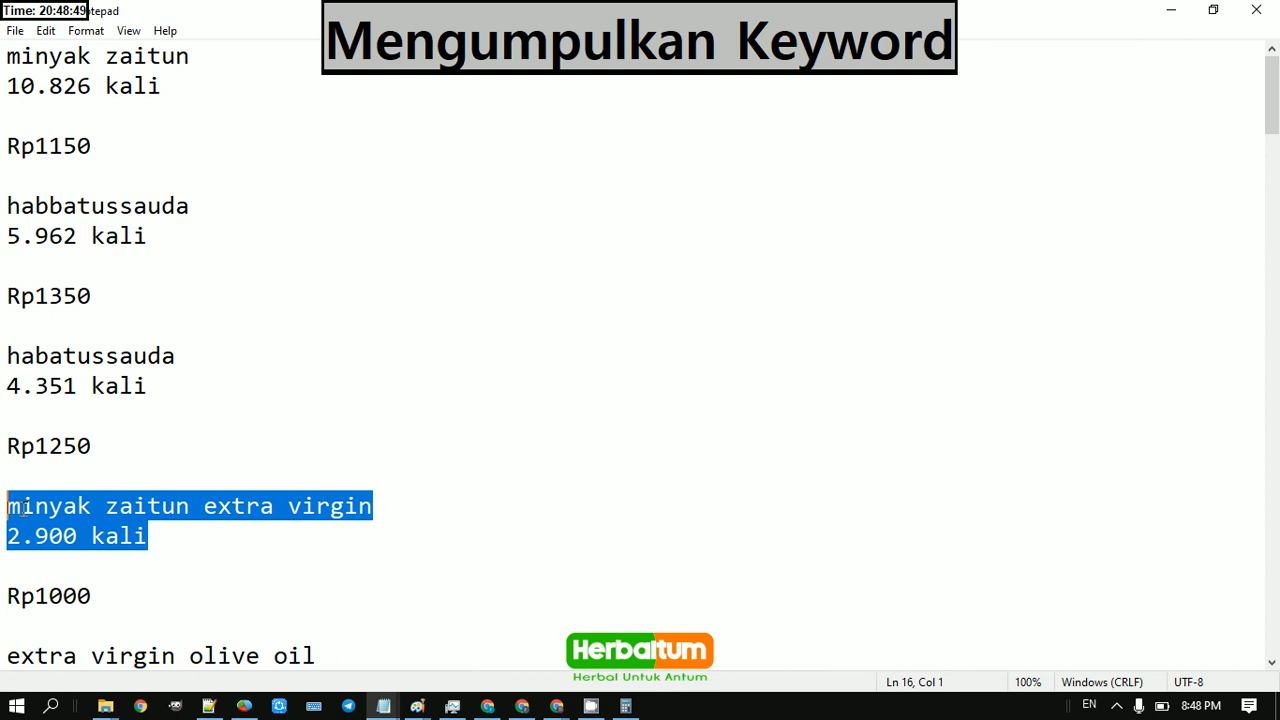 Time: 20:48:49
tepad
File Edit Format View Help
Mengumpulkan Keyword
minyak zaitun
10.826 kali
Rp1150
habbatussauda
5.962 kali
Rp1350
habatussauda
4.351 kali
Rp1250
minyak zaitun extra virgin
2.900 kali
Rp1000
extra virgin olive oil
Herbaltum
Herbal Untuk Antum
Ln 16, Col 1 100% Windows (CRLF) UTF-8
EN 8:48 PM